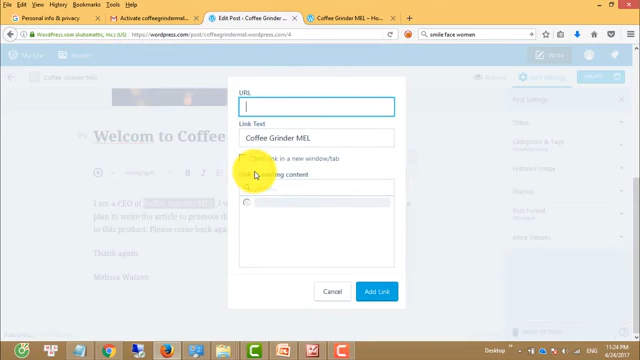 File Edit View History Bookmarks Tools Help
Google Personal info & privacy
Activate coffeegrindermel...
Edit Post ‹ Coffee Grinder ...
Coffee Grinder MEL – Ho...
WordPress.com (Automattic, Inc.) (US)
https://wordpress.com/post/coffeegrindermel.wordpress.com/4
smile face women
My Site
Reader
Write
Coffee Grinder MEL
Preview
Post Settings
UPDATE
URL
Post Settings
Link Text
Coffee Grinder MEL
Status
Welcom to Coffee
Open link in a new window/tab
Categories & Tags
Link to existing content
Featured Image
Paragraph
B I U
Sharing
I am a CEO of Coffee Grinder MEL, I w
Post Format
plan to write the article to promote the
in this product. Please come back again
More Options
Thank again
Melissa Watson
Cancel
Add Link
Desktop
ENG
11:24 PM
4/24/2017